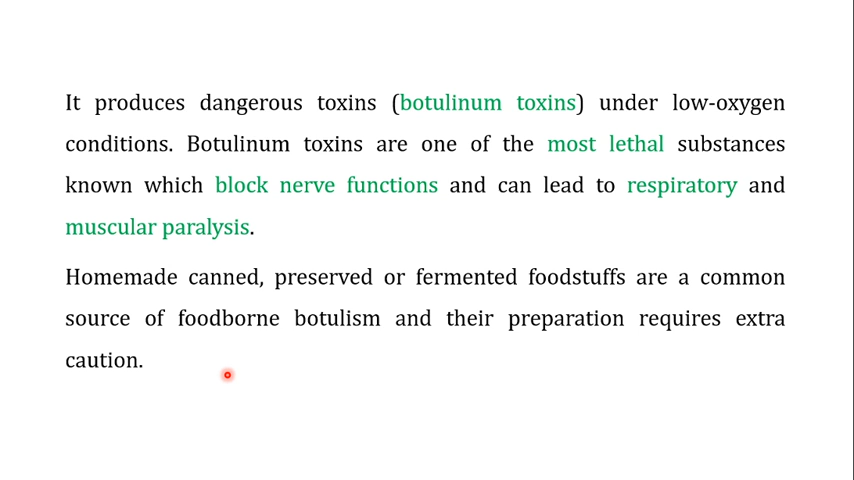 It produces dangerous toxins (botulinum toxins) under low-oxygen
conditions. Botulinum toxins are one of the most lethal substances
known which block nerve functions and can lead to respiratory and
muscular paralysis.
Homemade canned, preserved or fermented foodstuffs are a common
source of foodborne botulism and their preparation requires extra
caution.